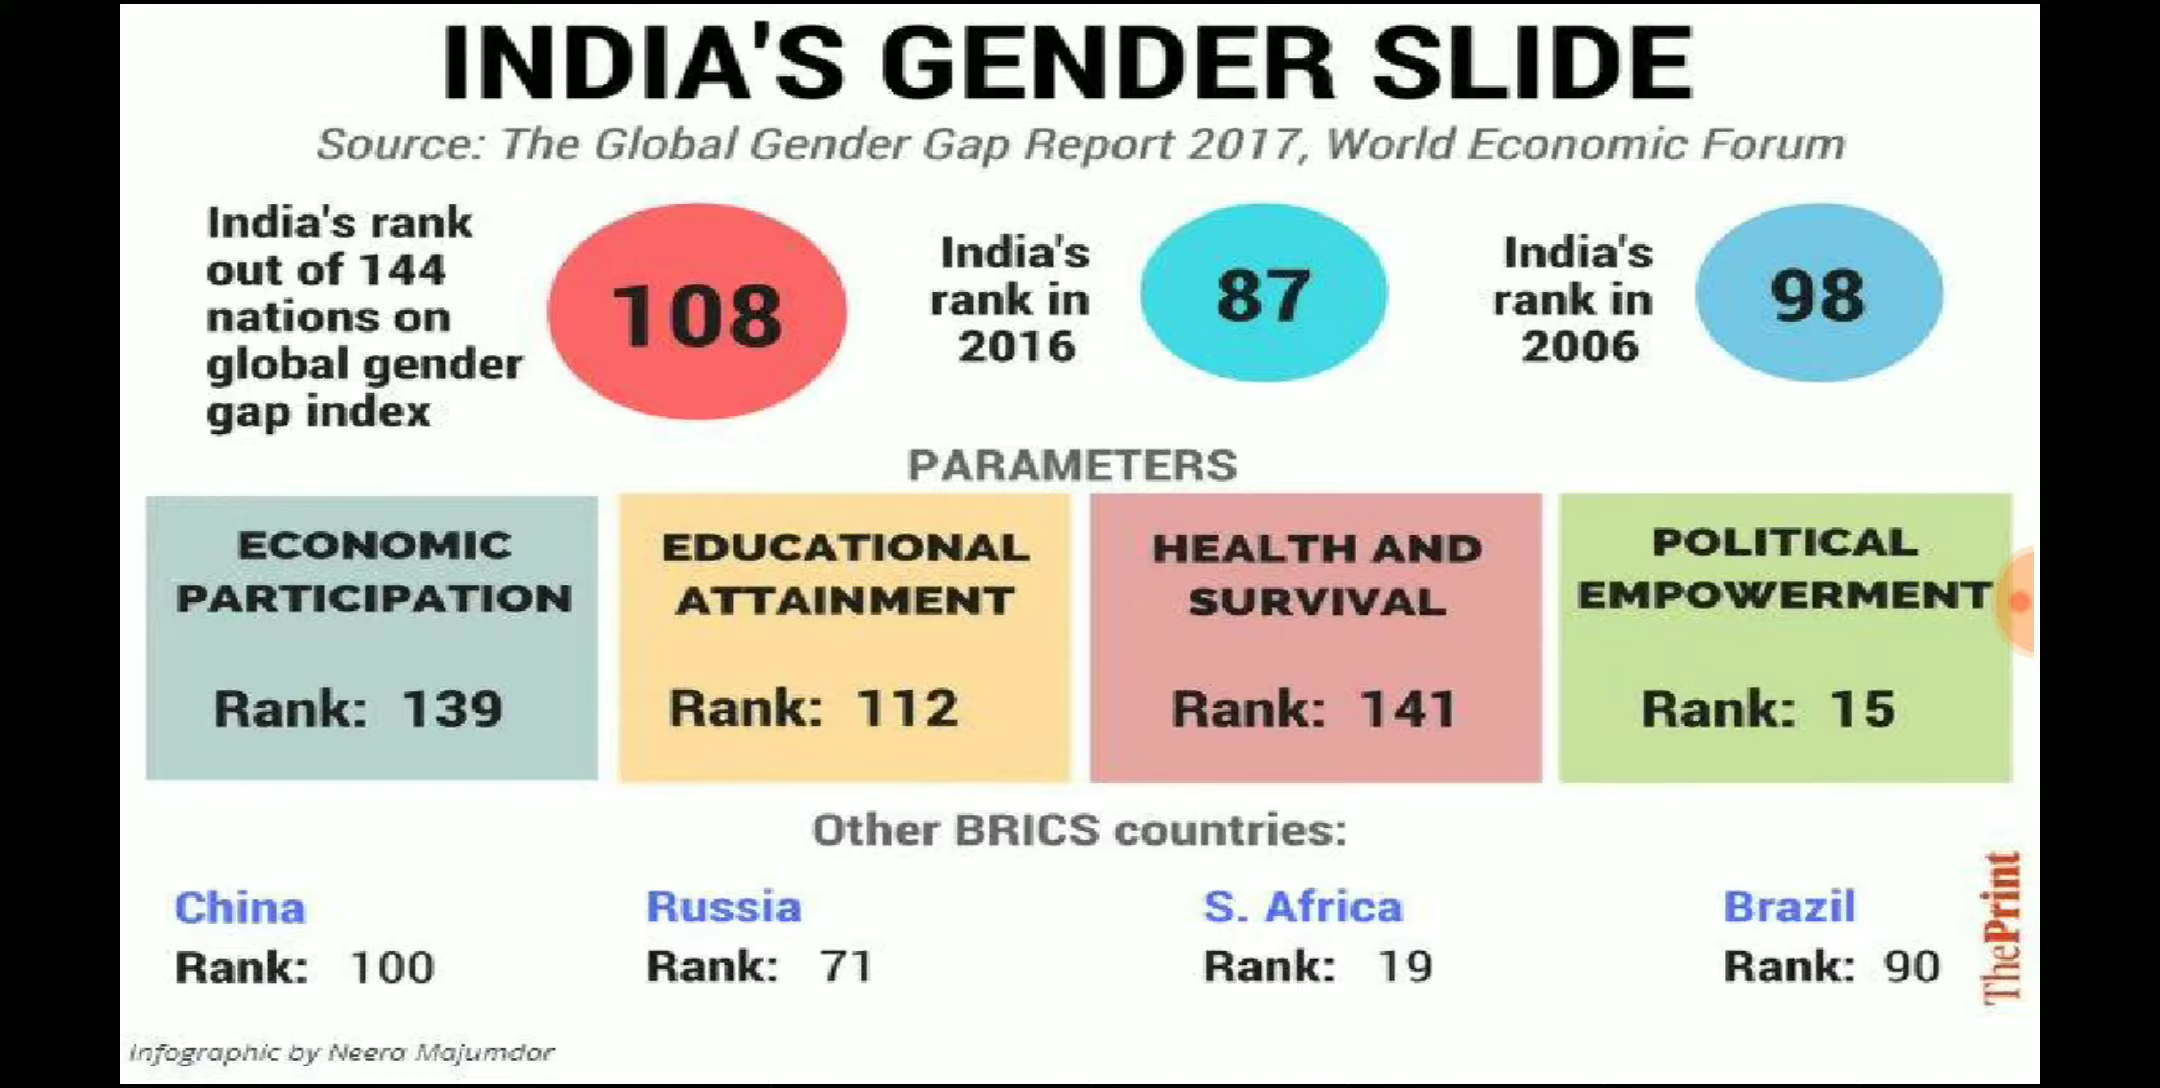 INDIA'S GENDER SLIDE
Source: The Global Gender Gap Report 2017, World Economic Forum
India's rank
out of 144
nations on
global gender
gap index
108
India's
rank in
2016
87
India's
rank in
2006
98
PARAMETERS
ECONOMIC
PARTICIPATION
Rank: 139
EDUCATIONAL
ATTAINMENT
Rank: 112
HEALTH AND
SURVIVAL
Rank: 141
POLITICAL
EMPOWERMENT
Rank: 15
Other BRICS countries:
China
Rank: 100
Russia
Rank: 71
S. Africa
Rank: 19
Brazil
Rank: 90
ThePrint
Infographic by Neera Majumdar